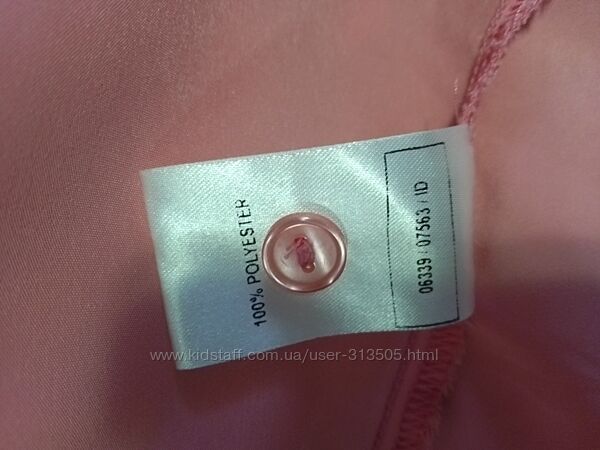 100% POLYESTER
06339 / 07563 / ID
www.kidstaff.com.ua/user-313505.html